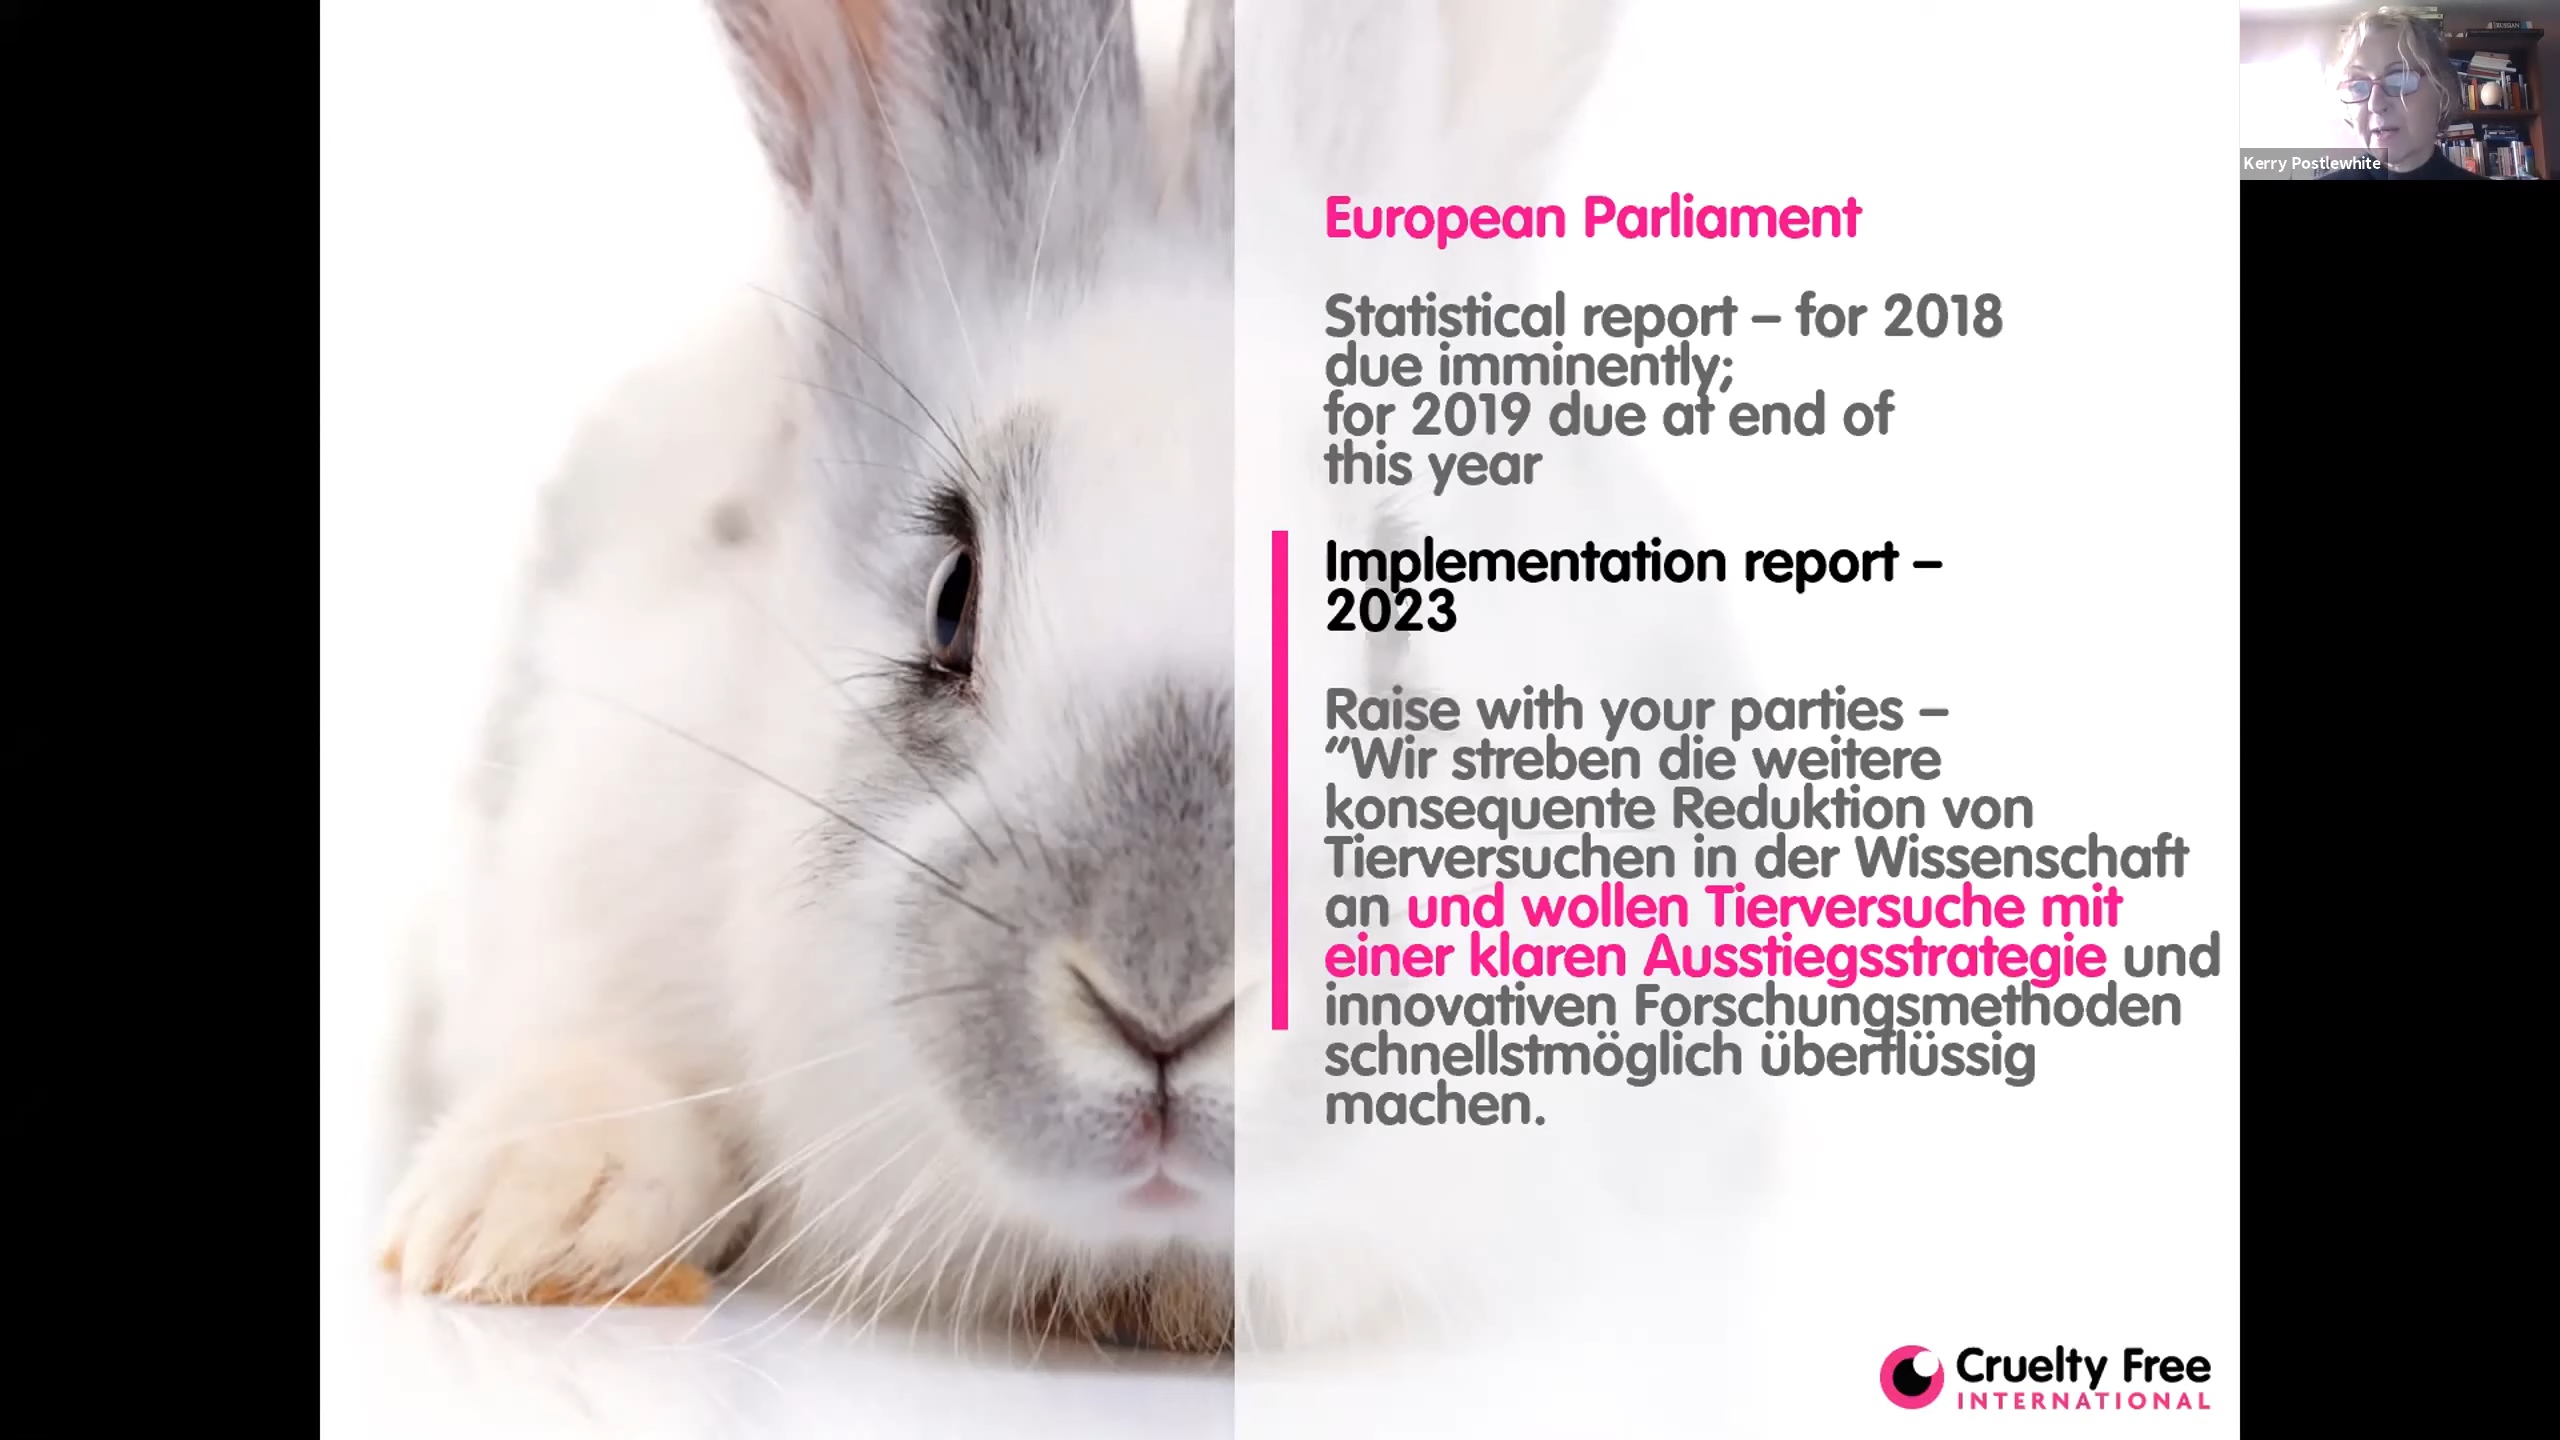 RUSSIAN
Kerry Postlewhite
European Parliament
Statistical report – for 2018
due imminently;
for 2019 due at end of
this year
Implementation report –
2023
Raise with your parties –
“Wir streben die weitere
konsequente Reduktion von
Tierversuchen in der Wissenschaft
an und wollen Tierversuche mit
einer klaren Ausstiegsstrategie und
innovativen Forschungsmethoden
schnellstmöglich überflüssig
machen.
Cruelty Free
INTERNATIONAL